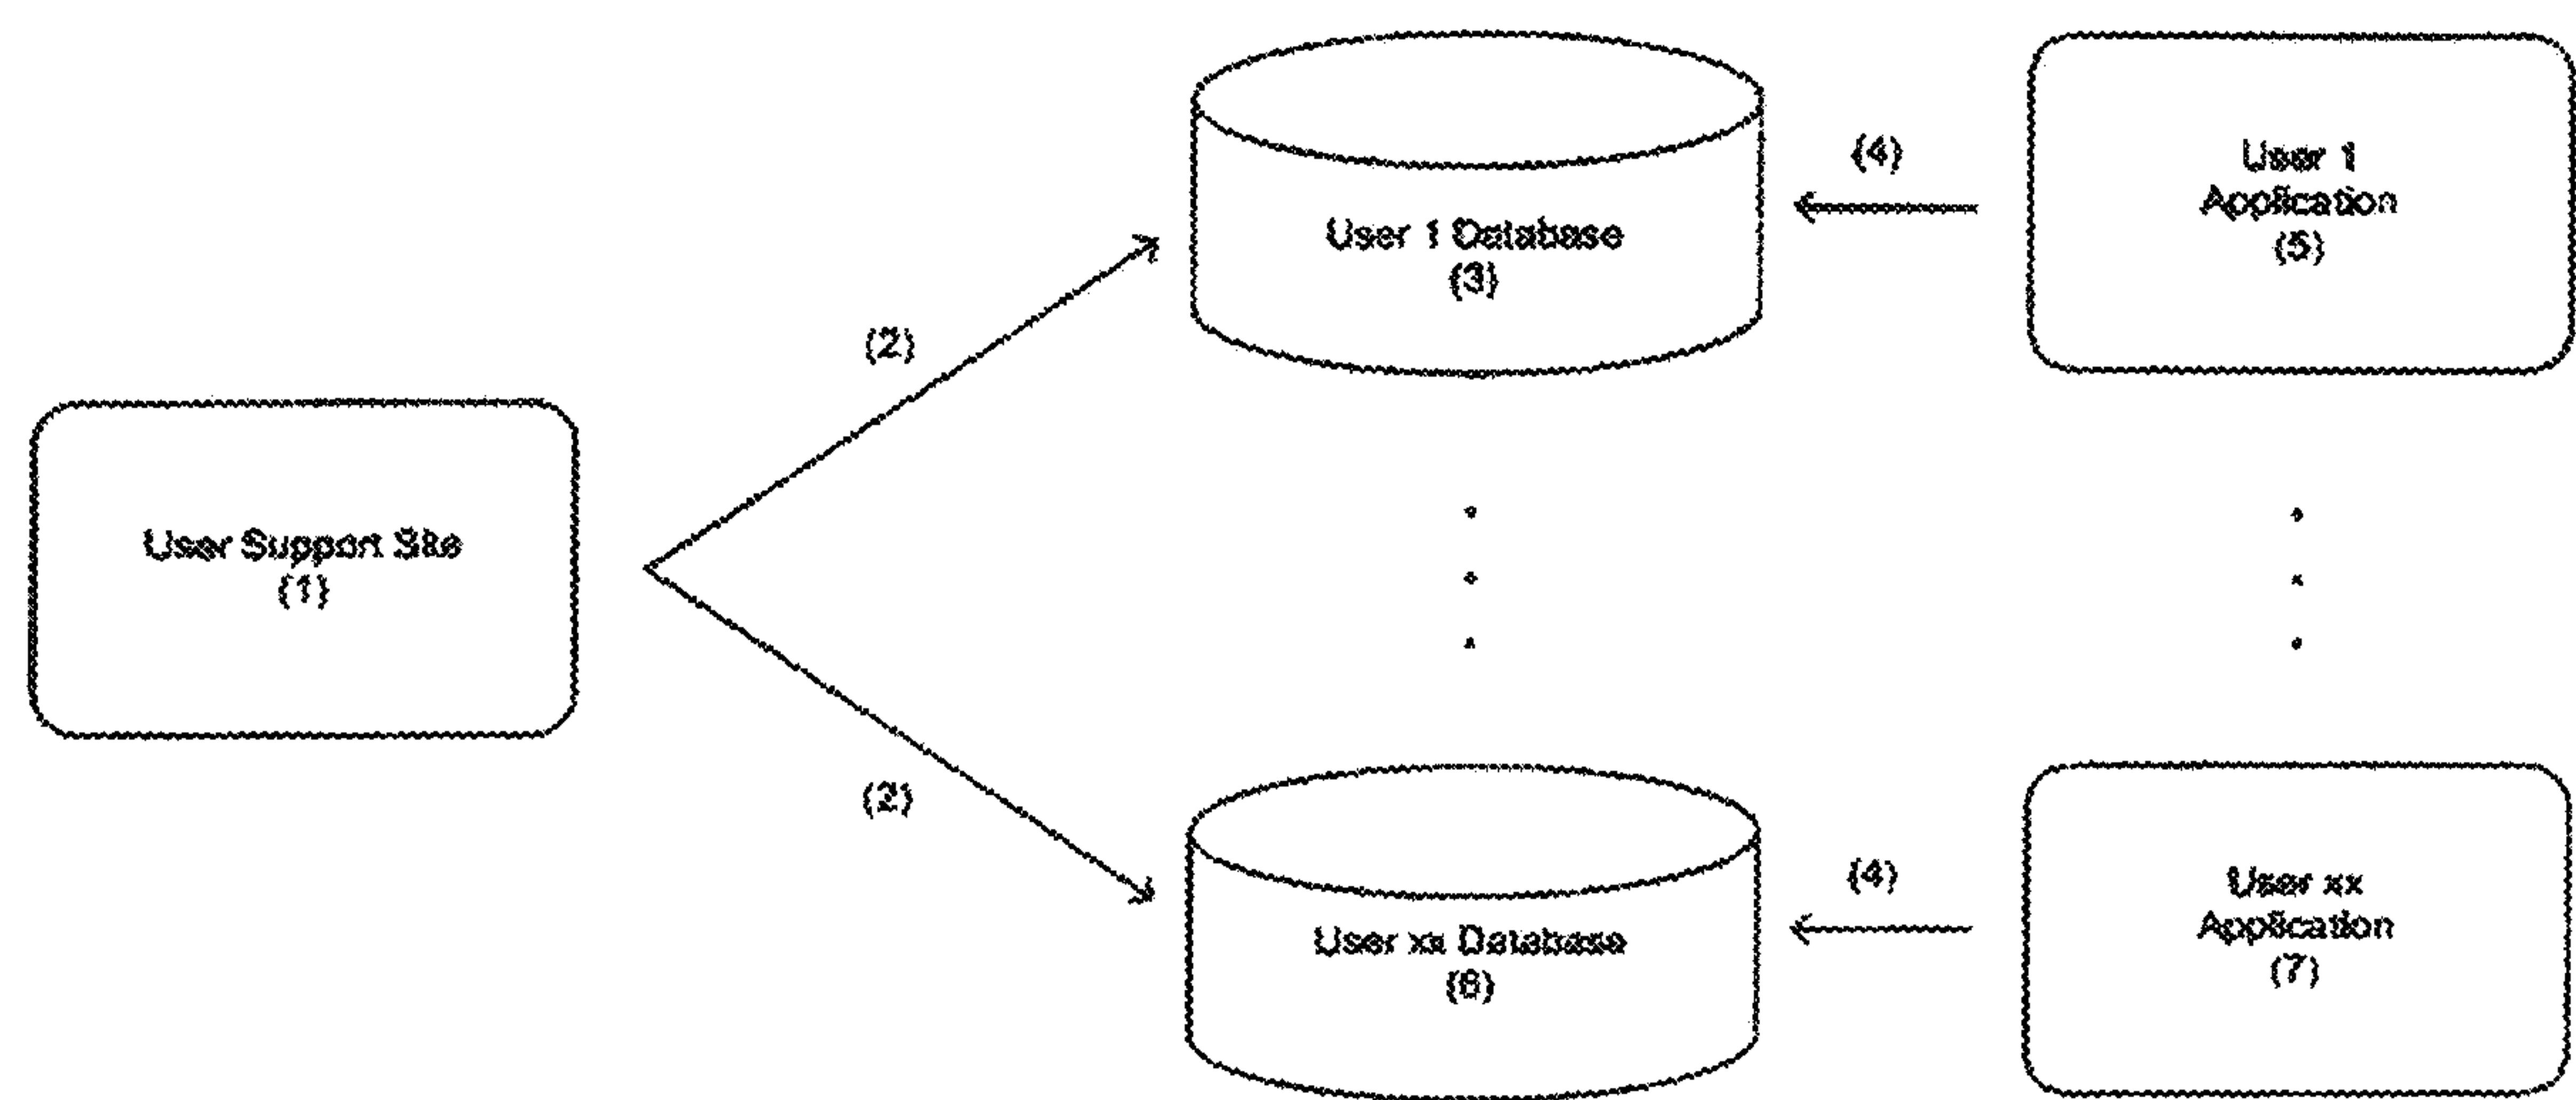 User 1 Database
(3)
(4)
User 1
Application
(5)
(2)
User Support Site
(1)
(2)
User xx Database
(6)
(4)
User xx
Application
(7)